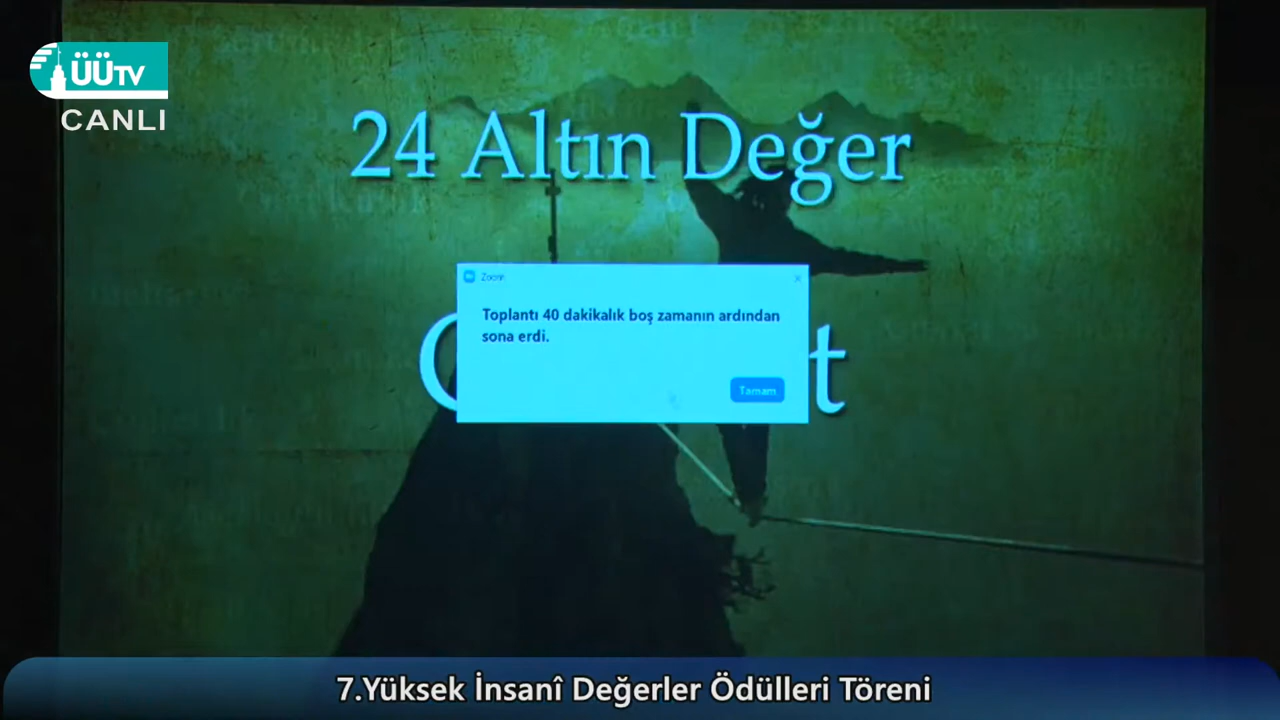 ÜÜTV
CANLI
24 Altın Değer
Zoom
Toplantı 40 dakikalık boş zamanın ardından
sona erdi.
Tamam
7.Yüksek İnsanî Değerler Ödülleri Töreni